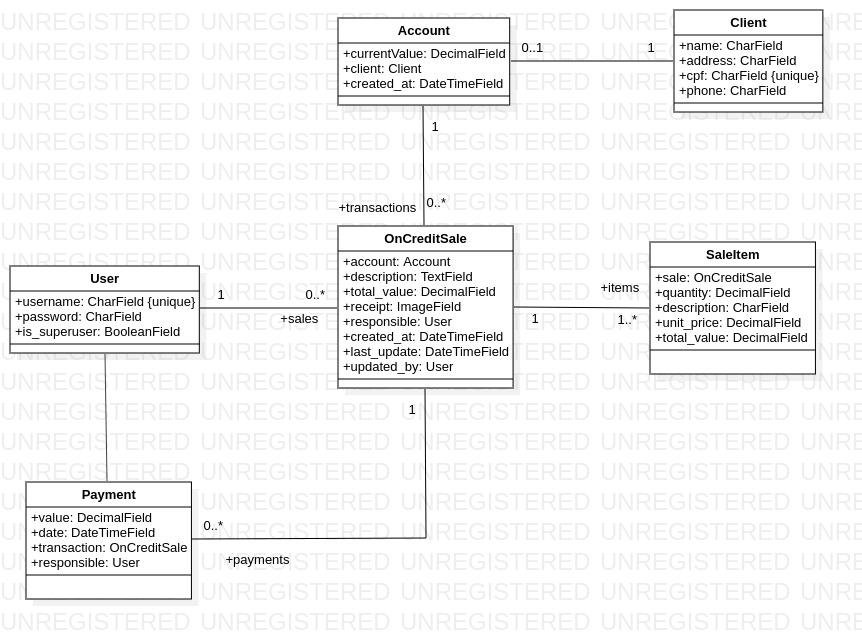 Account
+currentValue: DecimalField
+client: Client
+created_at: DateTimeField
0..1
1
Client
+name: CharField
+address: CharField
+cpf: CharField {unique}
+phone: CharField
1
+transactions
0..*
OnCreditSale
+account: Account
+description: TextField
+total_value: DecimalField
+receipt: ImageField
+responsible: User
+created_at: DateTimeField
+last_update: DateTimeField
+updated_by: User
User
+username: CharField {unique}
+password: CharField
+is_superuser: BooleanField
1
0..*
+sales
SaleItem
+sale: OnCreditSale
+quantity: DecimalField
+description: CharField
+unit_price: DecimalField
+total_value: DecimalField
+items
1
1..*
1
Payment
+value: DecimalField
+date: DateTimeField
+transaction: OnCreditSale
+responsible: User
0..*
+payments
UNREGISTERED